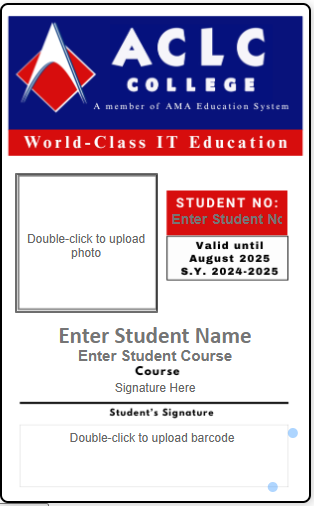 ACLC
COLLEGE
A member of AMA Education System
World-Class IT Education
Double-click to upload
photo
STUDENT NO:
Enter Student No
Valid until
August 2025
S.Y. 2024-2025
Enter Student Name
Enter Student Course
Course
Signature Here
Student's Signature
Double-click to upload barcode